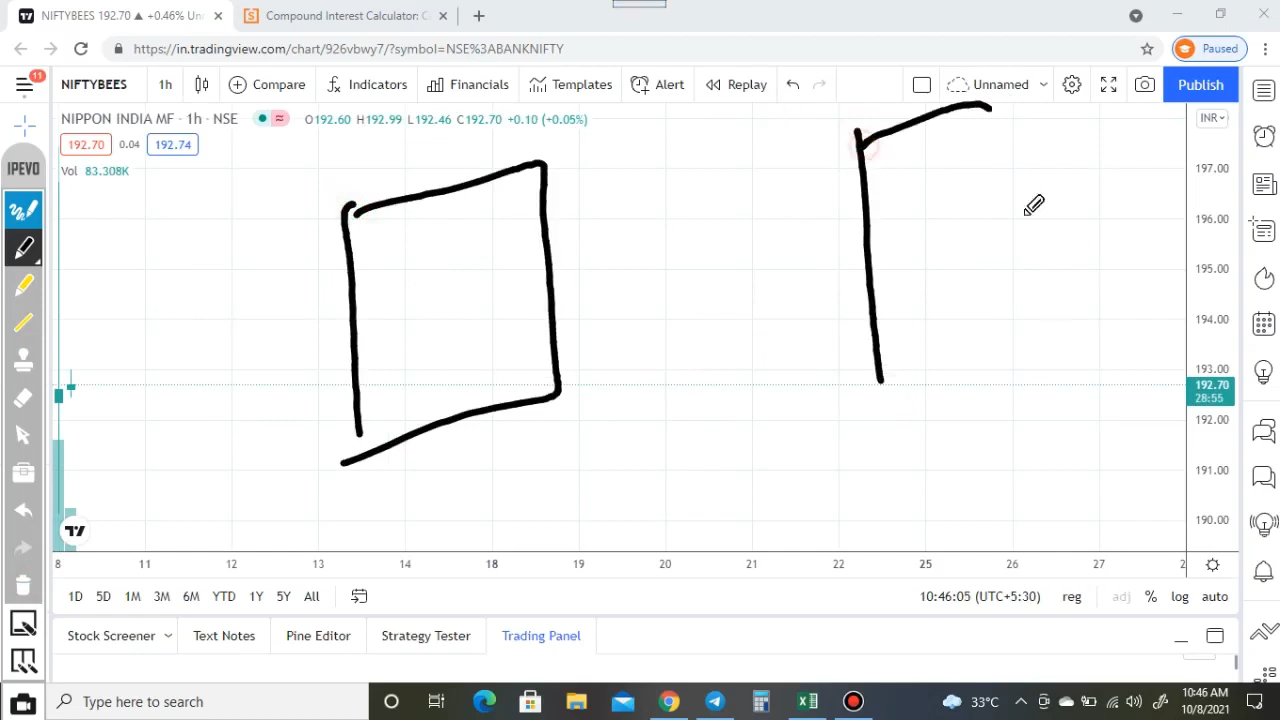 NIFTYBEES 192.70 ▲ +0.46% Unn
Compound Interest Calculator: C
https://in.tradingview.com/chart/926vbwy7/?symbol=NSE%3ABANKNIFTY
Paused
11
NIFTYBEES 1h Compare Indicators Financials Templates Alert Replay Unnamed Publish
NIPPON INDIA MF · 1h · NSE O192.60 H192.99 L192.46 C192.70 +0.10 (+0.05%)
INR
192.70 0.04 192.74
IPEVO
Vol 83.308K
197.00
196.00
195.00
194.00
193.00
192.70
28:55
192.00
191.00
190.00
8 11 12 13 14 18 19 20 21 22 25 26 27 2
1D 5D 1M 3M 6M YTD 1Y 5Y All 10:46:05 (UTC+5:30) reg adj % log auto
Stock Screener Text Notes Pine Editor Strategy Tester Trading Panel
Type here to search
33°C
10:46 AM
10/8/2021